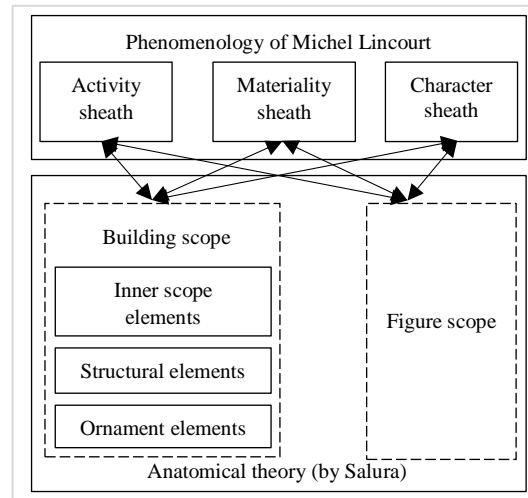 Phenomenology of Michel Lincourt
Activity
sheath
Materiality
sheath
Character
sheath
Building scope
Inner scope
elements
Structural elements
Ornament elements
Figure scope
Anatomical theory (by Salura)